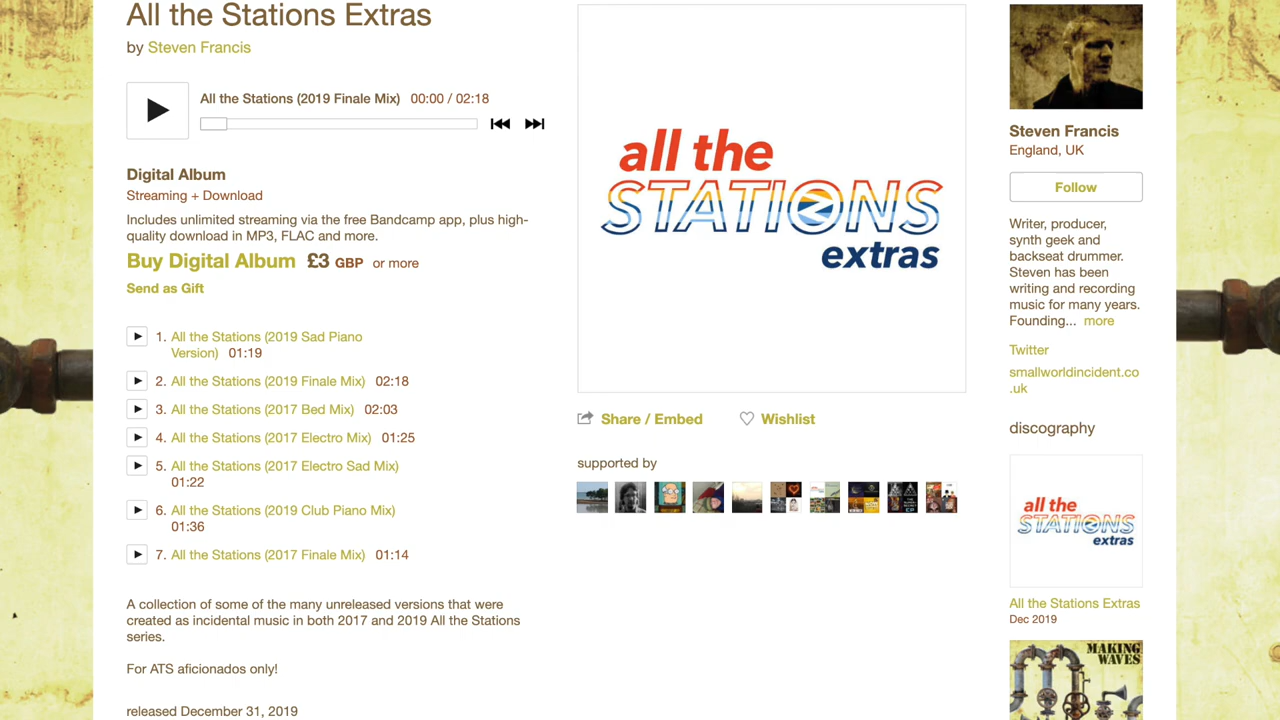 All the Stations Extras
by Steven Francis
All the Stations (2019 Finale Mix) 00:00 / 02:18
Digital Album
Streaming + Download
Includes unlimited streaming via the free Bandcamp app, plus high-
quality download in MP3, FLAC and more.
Buy Digital Album £3 GBP or more
Send as Gift
1. All the Stations (2019 Sad Piano
Version) 01:19
2. All the Stations (2019 Finale Mix) 02:18
3. All the Stations (2017 Bed Mix) 02:03
4. All the Stations (2017 Electro Mix) 01:25
5. All the Stations (2017 Electro Sad Mix)
01:22
6. All the Stations (2019 Club Piano Mix)
01:36
7. All the Stations (2017 Finale Mix) 01:14
A collection of some of the many unreleased versions that were
created as incidental music in both 2017 and 2019 All the Stations
series.
For ATS aficionados only!
released December 31, 2019
all the
STATIONS
extras
Share / Embed Wishlist
supported by
Steven Francis
England, UK
Follow
Writer, producer,
synth geek and
backseat drummer.
Steven has been
writing and recording
music for many years.
Founding... more
Twitter
smallworldincident.co
.uk
discography
all the
STATIONS
extras
All the Stations Extras
Dec 2019
MAKING
WAVES